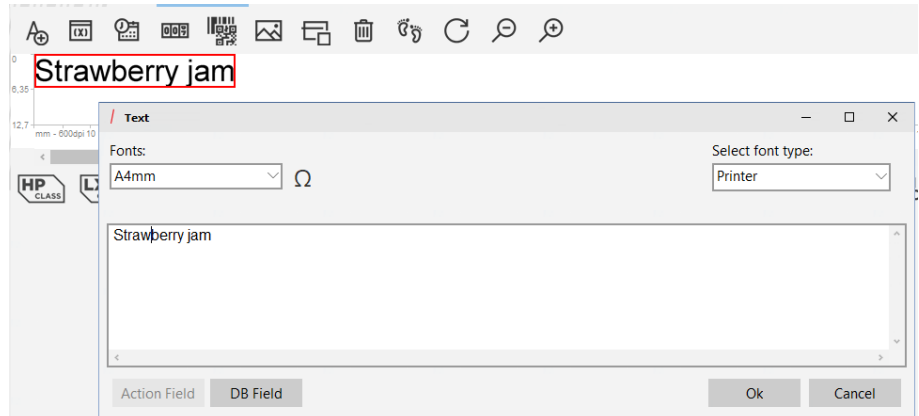 (X)
007
Strawberry jam
0
6,35
12,7
mm - 600dpi 10
HP
CLASS
Text
Fonts:
Select font type:
A4mm
Ω
Printer
Strawberry jam
Action Field
DB Field
Ok
Cancel